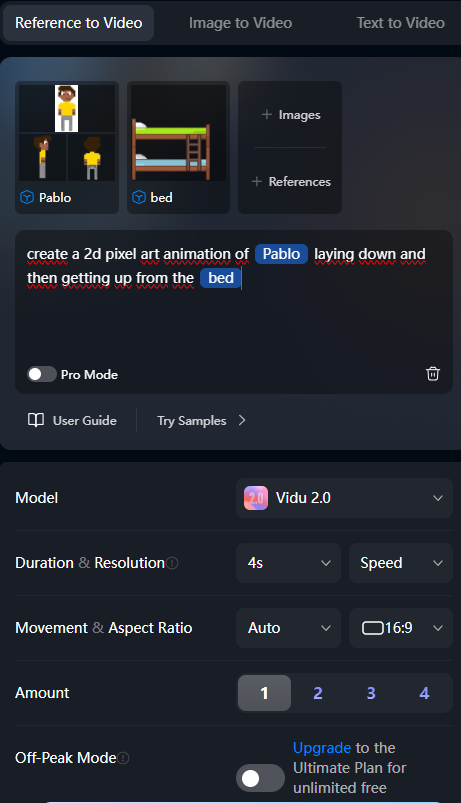 Reference to Video Image to Video Text to Video
+ Images
+ References
Pablo bed
create a 2d pixel art animation of Pablo laying down and
then getting up from the bed
Pro Mode
User Guide Try Samples
Model 2.0 Vidu 2.0
Duration & Resolution 4s Speed
Movement & Aspect Ratio Auto 16:9
Amount 1 2 3 4
Off-Peak Mode Upgrade to the
Ultimate Plan for
unlimited free